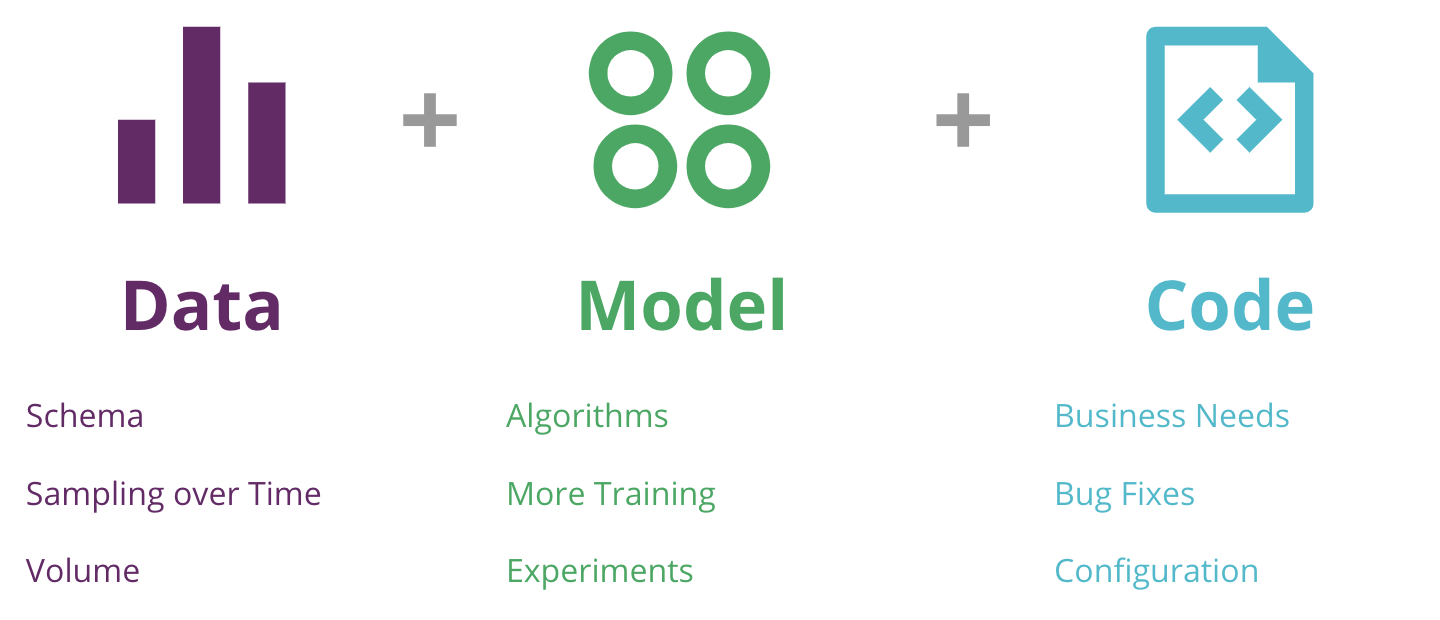 Data
Model
Code
Schema
Sampling over Time
Volume
Algorithms
More Training
Experiments
Business Needs
Bug Fixes
Configuration